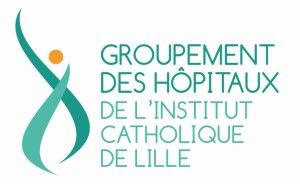 GROUPEMENT
DES HÔPITAUX
DE L'INSTITUT
CATHOLIQUE
DE LILLE